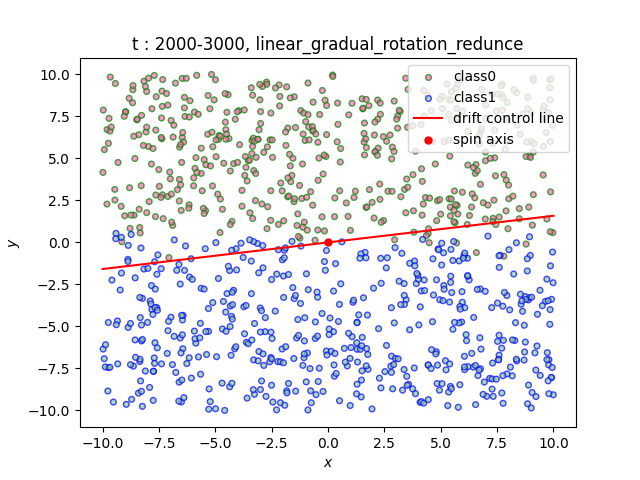 t : 2000-3000, linear_gradual_rotation_redunce
class0
class1
drift control line
spin axis
10.0
7.5
5.0
2.5
0.0
−2.5
−5.0
−7.5
−10.0
y
−10.0 −7.5 −5.0 −2.5 0.0 2.5 5.0 7.5 10.0
x